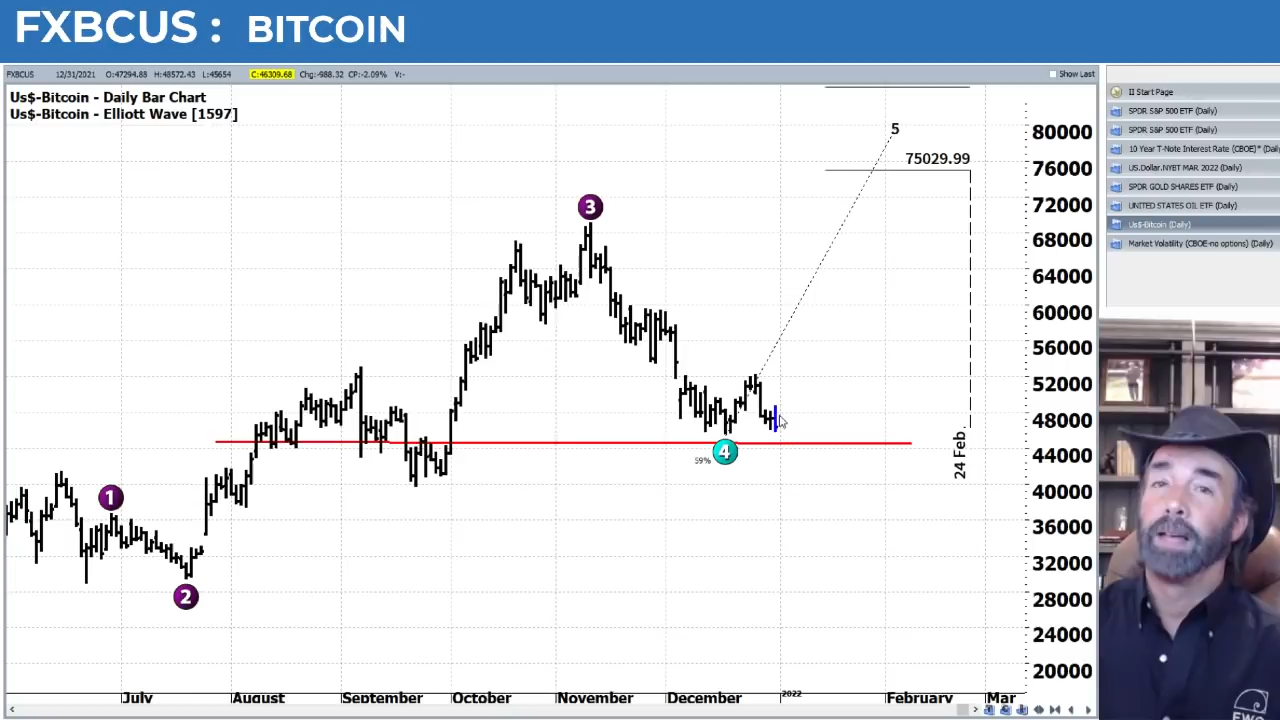 FXBCUS : BITCOIN
FXBCUS 12/31/2021 O:47294.88 H:48572.43 L:45654 C:46309.68 Chg:-988.32 CP:-2.09% V:-
Show Last
Us$-Bitcoin - Daily Bar Chart
Us$-Bitcoin - Elliott Wave [1597]
II Start Page
SPDR S&P 500 ETF (Daily)
SPDR S&P 500 ETF (Daily)
10 Year T-Note Interest Rate (CBOE)* (Daily
US.Dollar.NYBT MAR 2022 (Daily)
SPDR GOLD SHARES ETF (Daily)
UNITED STATES OIL ETF (Daily)
Us$-Bitcoin (Daily)
Market Volatility (CBOE-no options) (Daily)
5
75029.99
3
1
2
4
59%
24 Feb.
80000
76000
72000
68000
64000
60000
56000
52000
48000
44000
40000
36000
32000
28000
24000
20000
July
August
September
October
November
December
2022
February
Mar